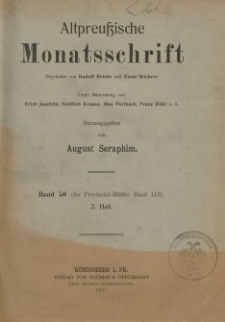 Altpreußische
Monatsschrift
Begründet von Rudolf Reicke und Ernst Wichert.
Unter Mitwirkung von
Erich Joachim, Gottlieb Krause, Max Perlbach, Franz Rühl u. A.
Herausgegeben
von
August Seraphim.
Band 50 (der Provinzial-Blätter Band 116)
2. Heft
KÖNIGSBERG I. PR.
VERLAG VON THOMAS & OPPERMANN